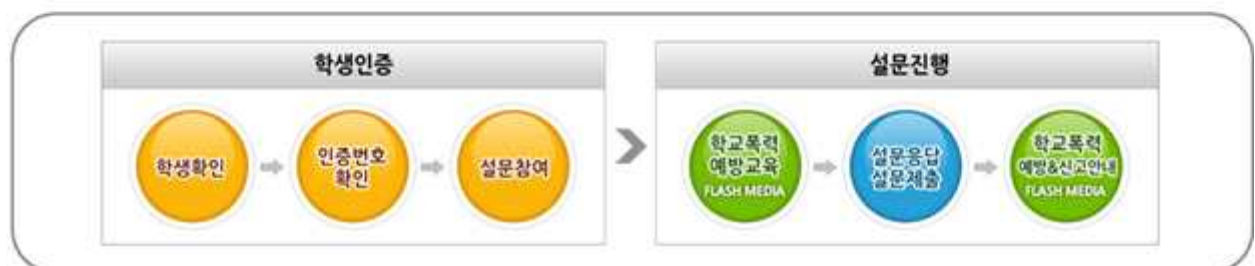 학생인증
학생확인
인증번호
확인
설문참여
설문진행
학교폭력
예방교육
FLASH MEDIA
설문응답
설문제출
학교폭력
예방&신고안내
FLASH MEDIA